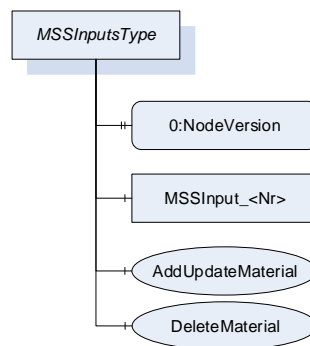 MSSInputsType
0:NodeVersion
MSSInput_<Nr>
AddUpdateMaterial
DeleteMaterial